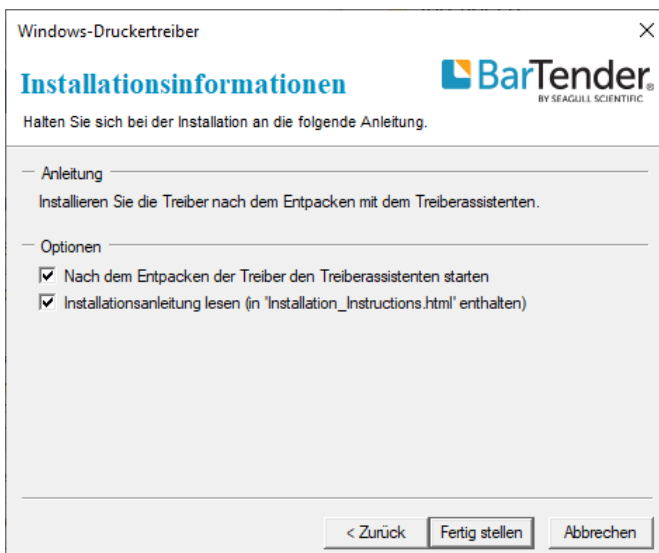 Windows-Druckertreiber
Installationsinformationen
BarTender®
BY SEAGULL SCIENTIFIC
Halten Sie sich bei der Installation an die folgende Anleitung.
Anleitung
Installieren Sie die Treiber nach dem Entpacken mit dem Treiberassistenten.
Optionen
Nach dem Entpacken der Treiber den Treiberassistenten starten
Installationsanleitung lesen (in 'Installation_Instructions.html' enthalten)
< Zurück
Fertig stellen
Abbrechen